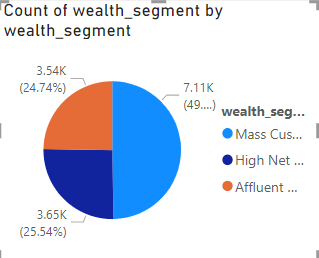 Count of wealth_segment by
wealth_segment
3.54K
(24.74%)
7.11K
(49....)
wealth_seg...
Mass Cus...
High Net ...
Affluent ...
3.65K
(25.54%)